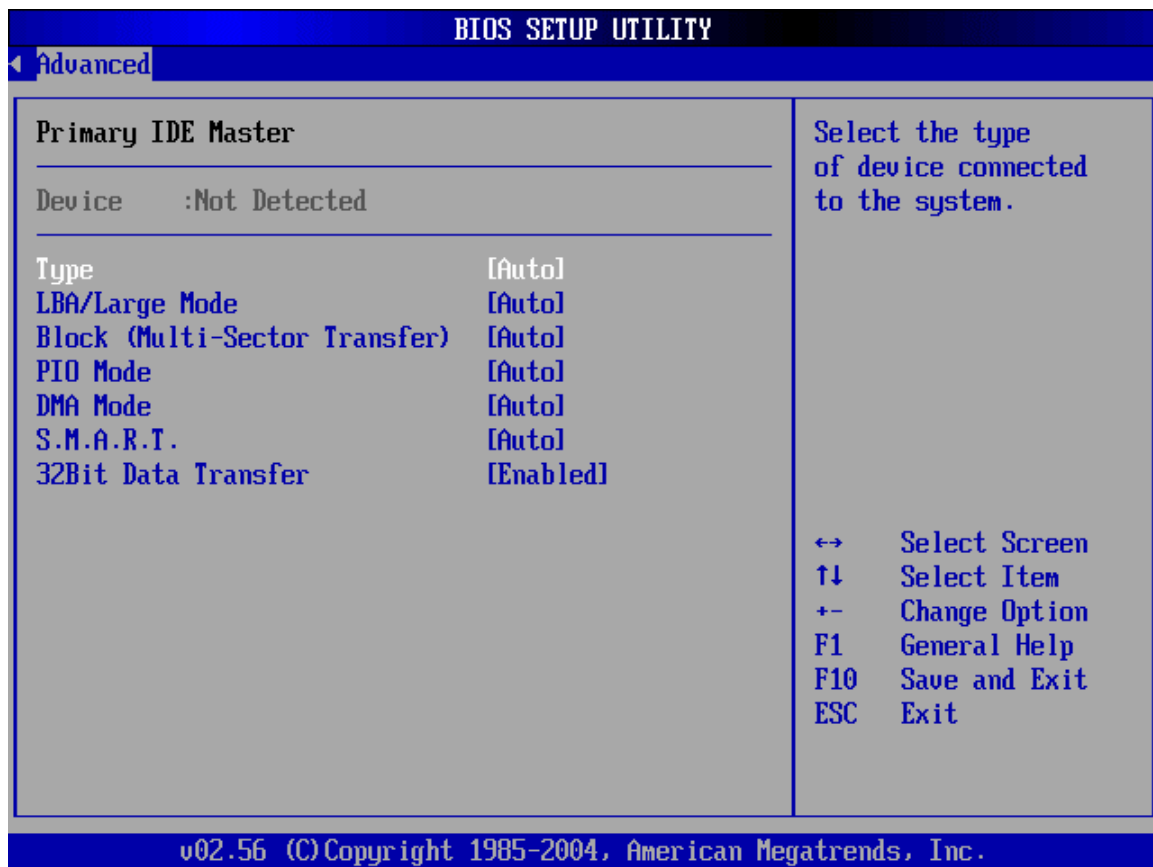 BIOS SETUP UTILITY
Advanced
Primary IDE Master
Device :Not Detected
Type [Auto]
LBA/Large Mode [Auto]
Block (Multi-Sector Transfer) [Auto]
PIO Mode [Auto]
DMA Mode [Auto]
S.M.A.R.T. [Auto]
32Bit Data Transfer [Enabled]
Select the type
of device connected
to the system.
←→ Select Screen
↑↓ Select Item
+- Change Option
F1 General Help
F10 Save and Exit
ESC Exit
v02.56 (C)Copyright 1985-2004, American Megatrends, Inc.